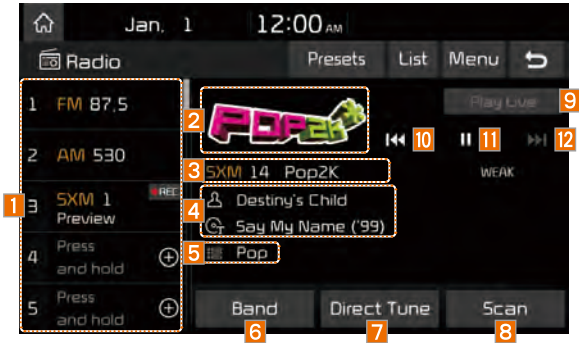 Jan. 1 12:00 AM
Radio Presets List Menu
1 FM 87.5
2 AM 530
3 SXM 1 Preview REC
4 Press and hold
5 Press and hold
1
2 POP2K
3 SXM 14 Pop2K
4 Destiny's Child
Say My Name ('99)
5 Pop
Play Live 9
10 11 12
WEAK
Band Direct Tune Scan
6 7 8